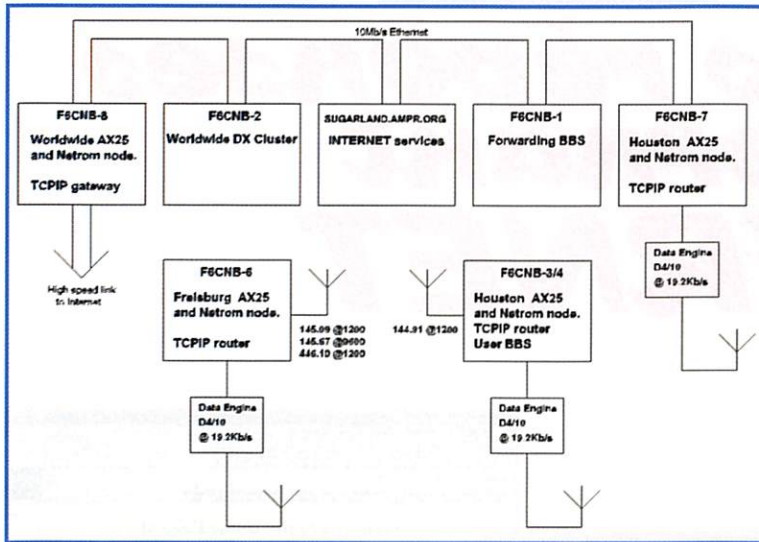 10Mb/s Ethernet
F6CNB-8
Worldwide AX25
and Netrom node.
TCPIP gateway
F6CNB-2
Worldwide DX Cluster
SUGARLAND.AMPR.ORG
INTERNET services
F6CNB-1
Forwarding BBS
F6CNB-7
Houston AX25
and Netrom node.
TCPIP router
High speed link
to Internet
Data Engine
D4/10
@ 19.2Kb/s
F6CNB-6
Freisburg AX25
and Netrom node.
TCPIP router
145.09 @1200
145.67 @9600
446.10 @1200
144.91 @1200
F6CNB-3/4
Houston AX25
and Netrom node.
TCPIP router
User BBS
Data Engine
D4/10
@ 19.2Kb/s
Data Engine
D4/10
@ 19.2Kb/s